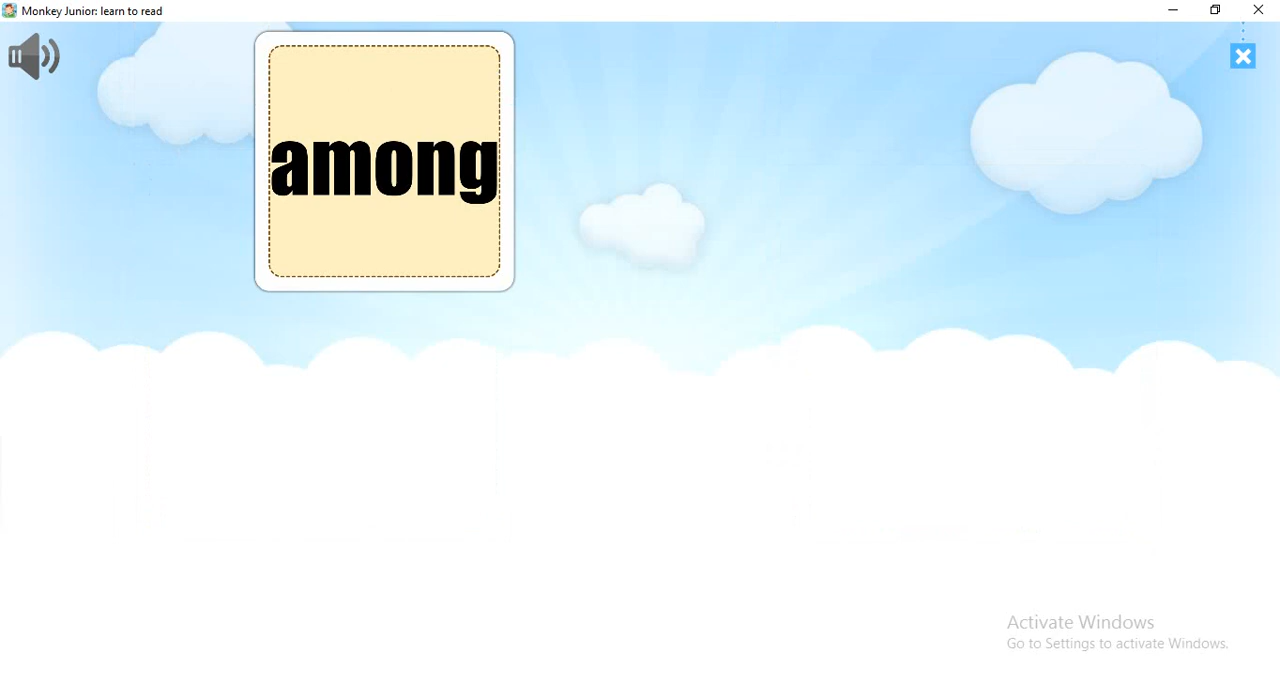 Monkey Junior: learn to read
among
Activate Windows
Go to Settings to activate Windows.